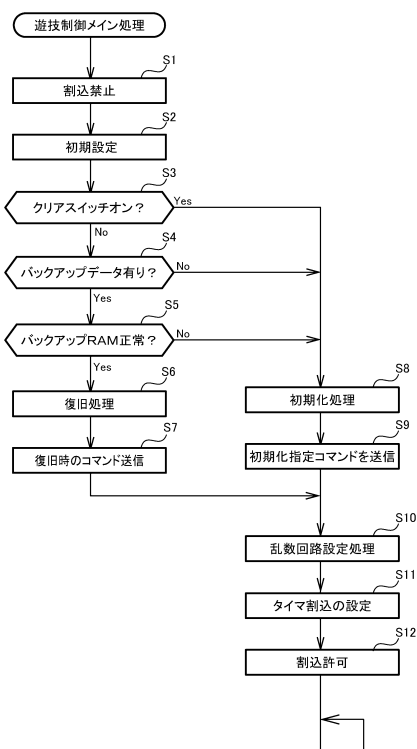 遊技制御メイン処理
S1
割込禁止
S2
初期設定
S3
クリアスイッチオン?
Yes
No
S4
バックアップデータ有り?
No
Yes
S5
バックアップRAM正常?
No
Yes
S6
復旧処理
S7
復旧時のコマンド送信
S8
初期化処理
S9
初期化指定コマンドを送信
S10
乱数回路設定処理
S11
タイマ割込の設定
S12
割込許可